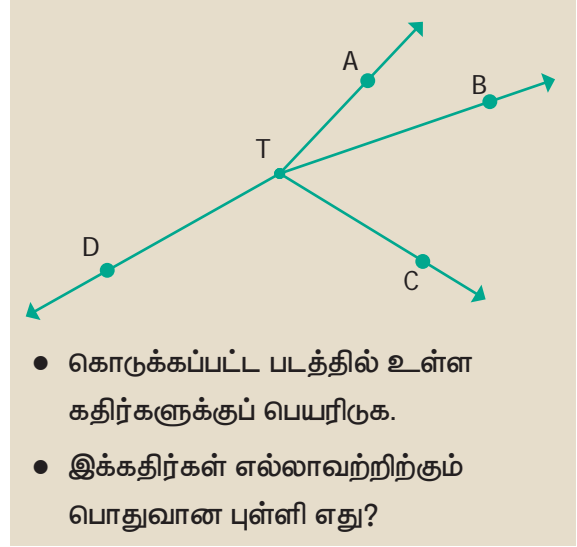 A
B
T
D
C
● கொடுக்கப்பட்ட படத்தில் உள்ள
கதிர்களுக்குப் பெயரிடுக.
● இக்கதிர்கள் எல்லாவற்றிற்கும்
பொதுவான புள்ளி எது?